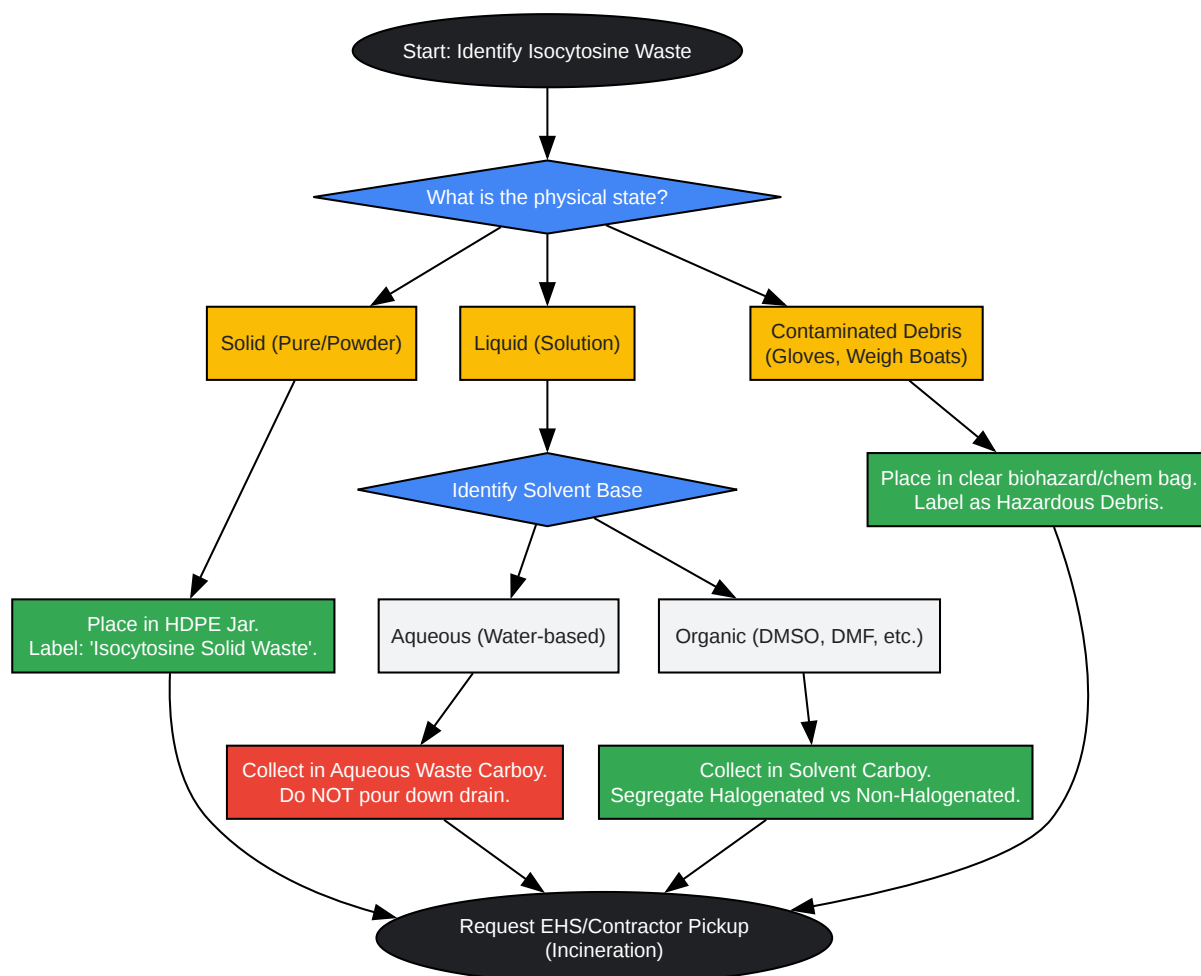 Start: Identify Isocytosine Waste
What is the physical state?
Solid (Pure/Powder)
Liquid (Solution)
Contaminated Debris
(Gloves, Weigh Boats)
Identify Solvent Base
Place in clear biohazard/chem bag.
Label as Hazardous Debris.
Place in HDPE Jar.
Label: 'Isocytosine Solid Waste'.
Aqueous (Water-based)
Organic (DMSO, DMF, etc.)
Collect in Aqueous Waste Carboy.
Do NOT pour down drain.
Collect in Solvent Carboy.
Segregate Halogenated vs Non-Halogenated.
Request EHS/Contractor Pickup
(Incineration)